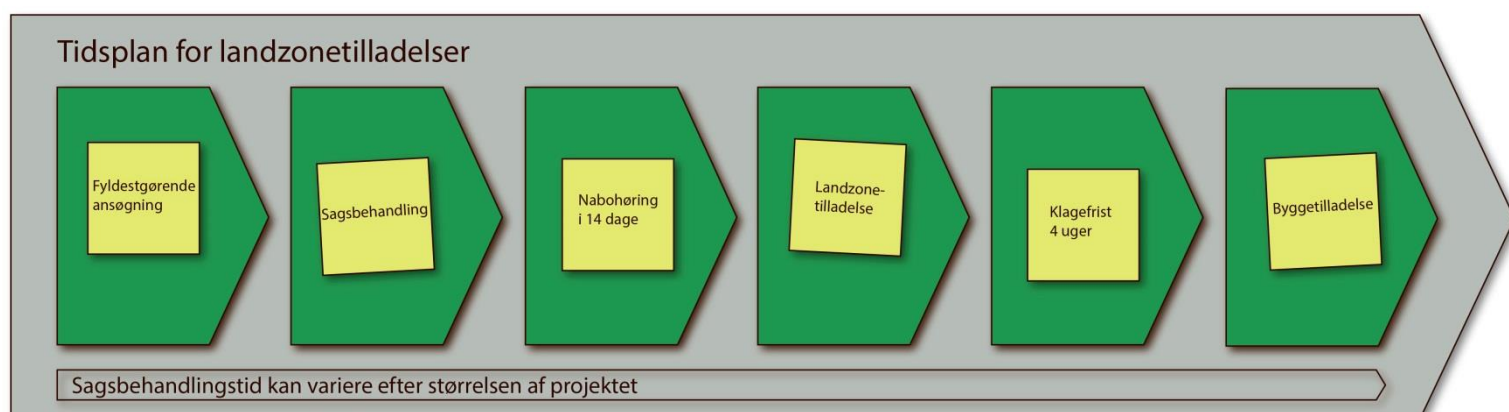 Tidsplan for landzonetilladelser
Fyldestgørende
ansøgning
Sagsbehandling
Nabohøring
i 14 dage
Landzone-
tilladelse
Klagefrist
4 uger
Byggetilladelse
Sagsbehandlingstid kan variere efter størrelsen af projektet